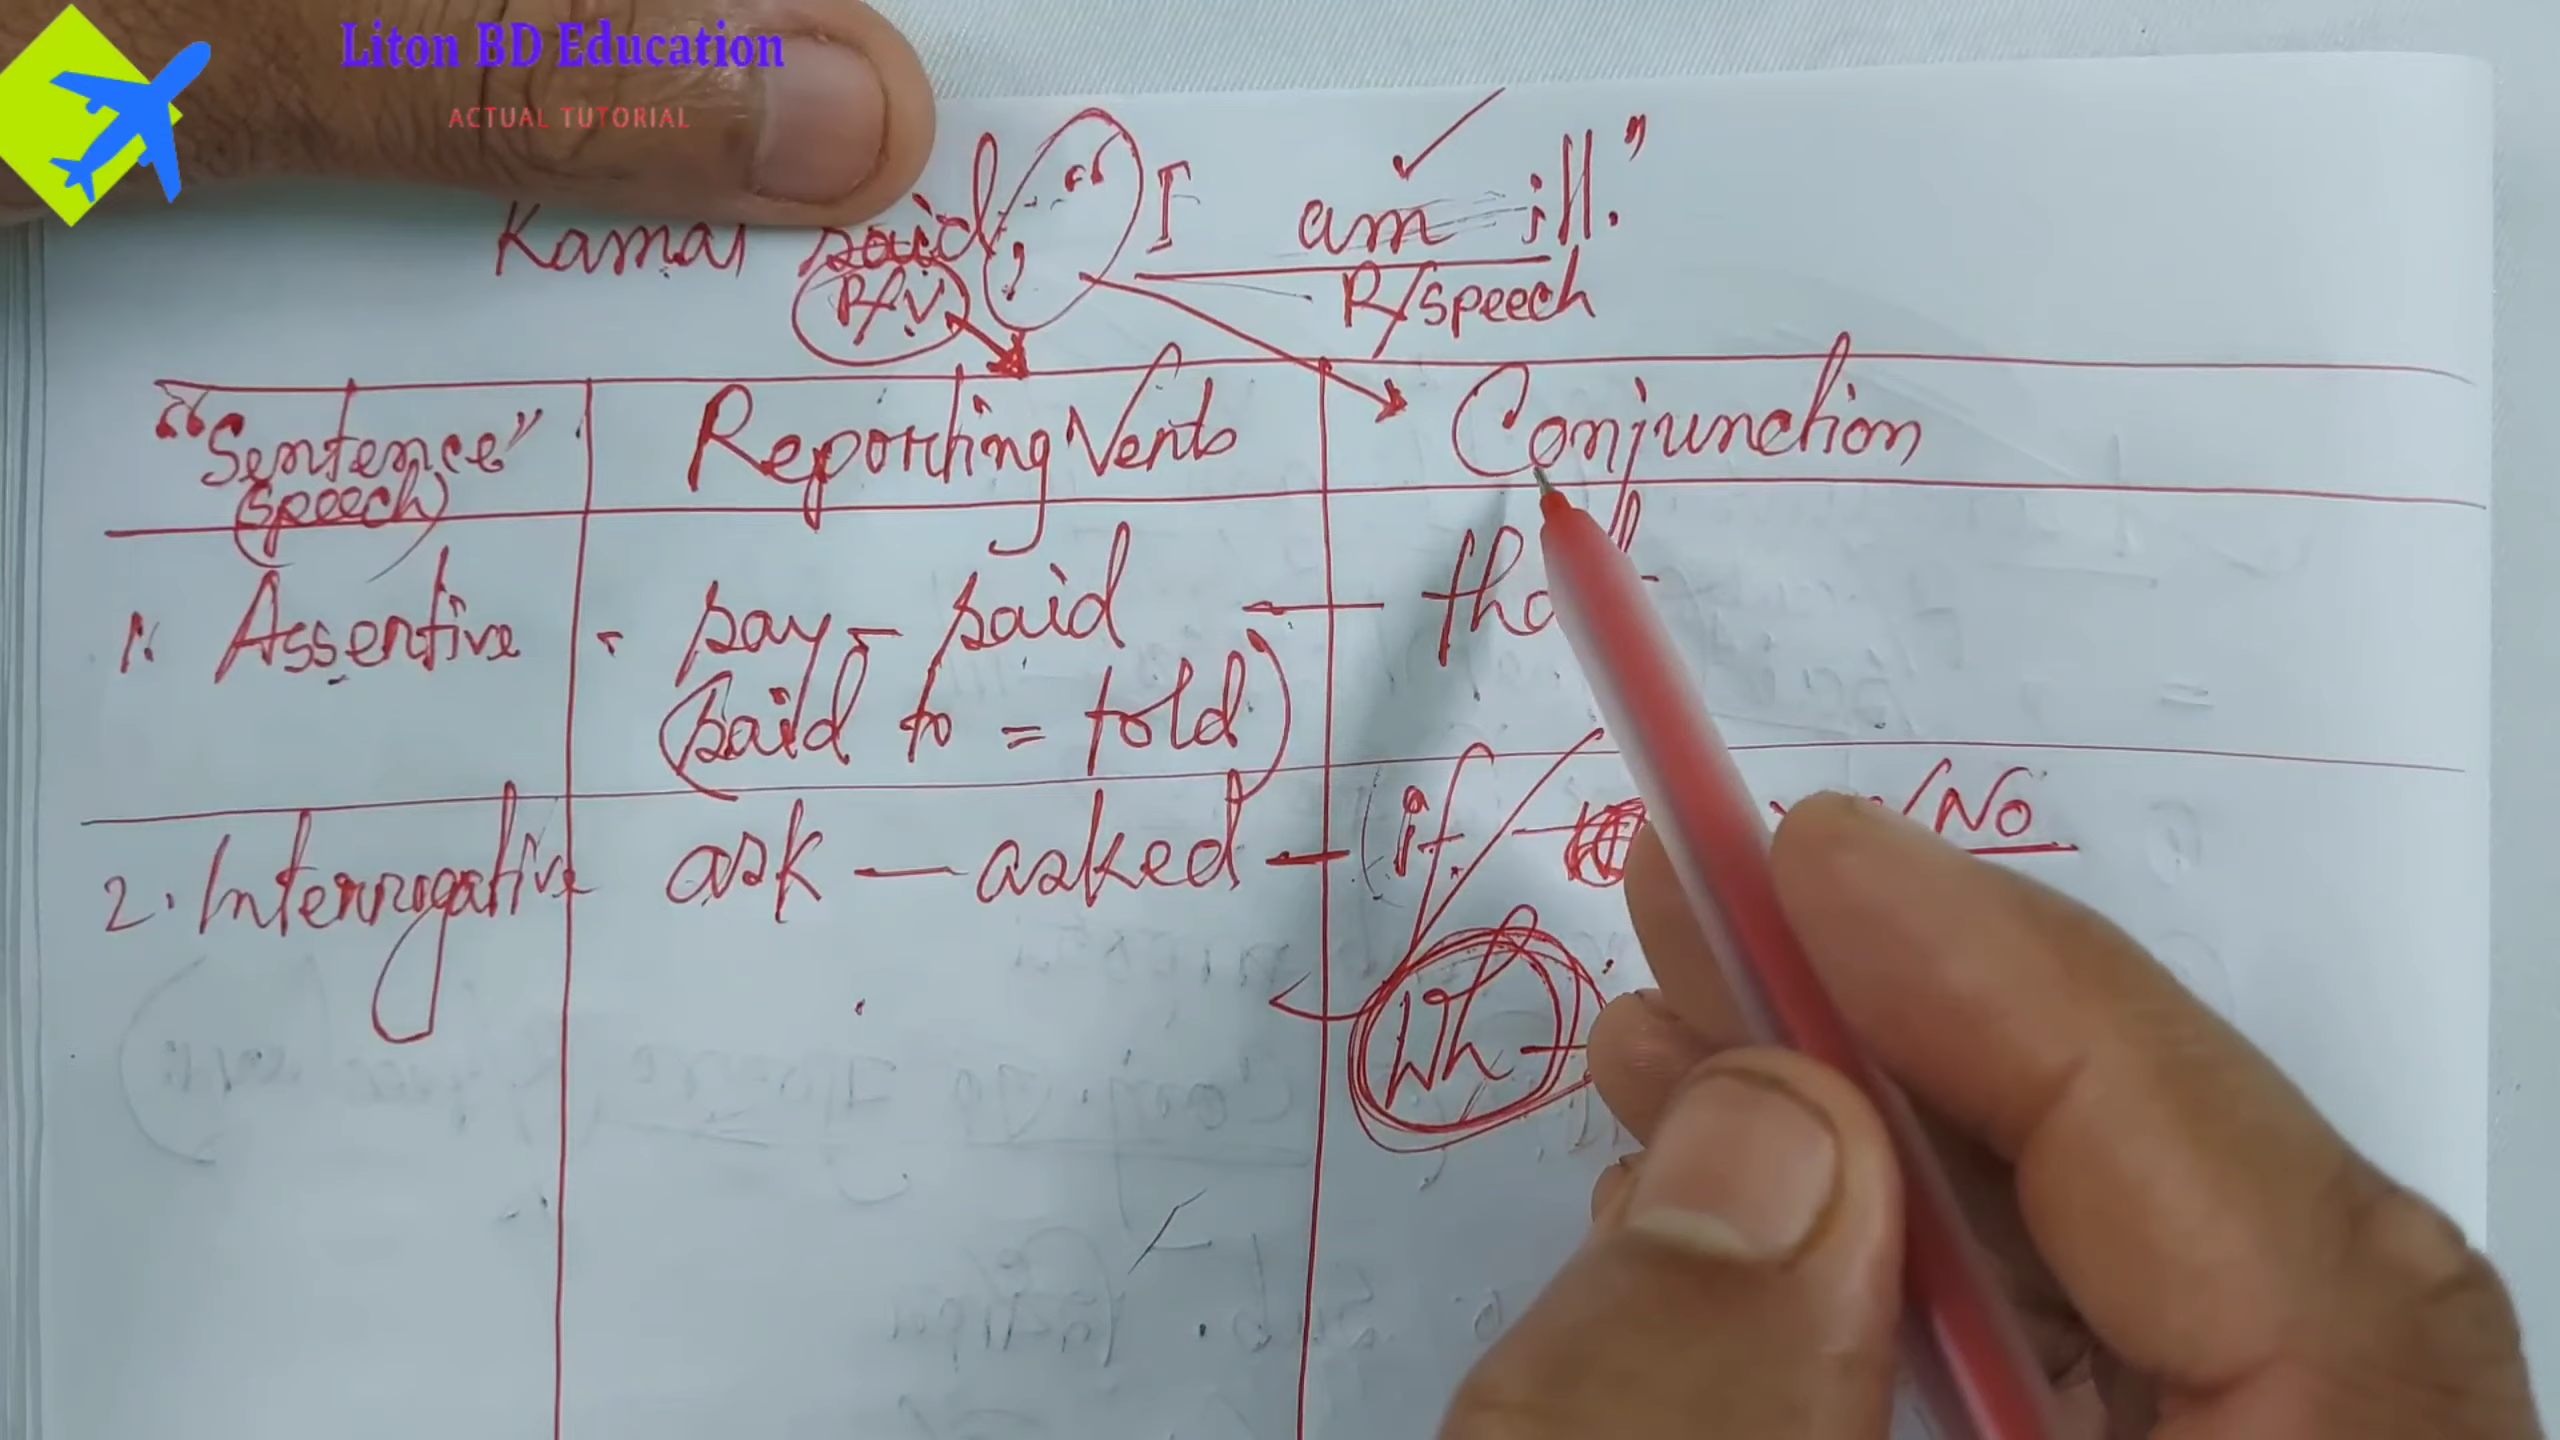 Liton BD Education
ACTUAL TUTORIAL
Kamal said, “I am ill.”
R/V R/speech
“Sentence” Reporting Verb Conjunction
(speech)
1. Assertive - say - said - that
(said to = told)
2. Interrogative ask - asked - (if / No
Wh